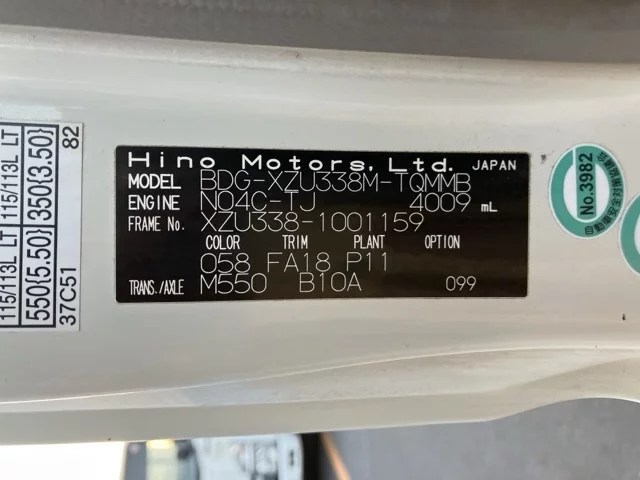 Hino Motors, Ltd. JAPAN
MODEL BDG-XZU338M-TQMMB
ENGINE N04C-TJ 4009 mL
FRAME No. XZU338-1001159
COLOR TRIM PLANT OPTION
058 FA18 P11
TRANS./AXLE M550 B10A 099
115/113L LT 115/113L LT
550{5.50} 350{3.50}
37C51 82
No.3982